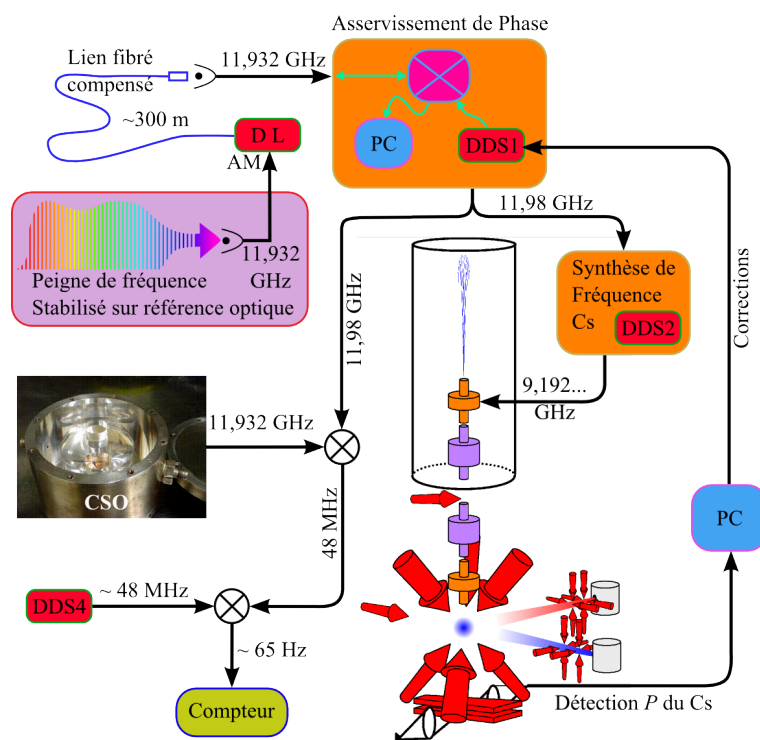 Asservissement de Phase
Lien fibré
compensé
11,932 GHz
~300 m
D L
AM
PC
DDS1
11,932
GHz
Peigne de fréquence
Stabilisé sur référence optique
11,98 GHz
11,98 GHz
Synthèse de
Fréquence
Cs
DDS2
Corrections
9,192...
GHz
11,932 GHz
CSO
48 MHz
PC
DDS4
~ 48 MHz
~ 65 Hz
Compteur
Détection P du Cs